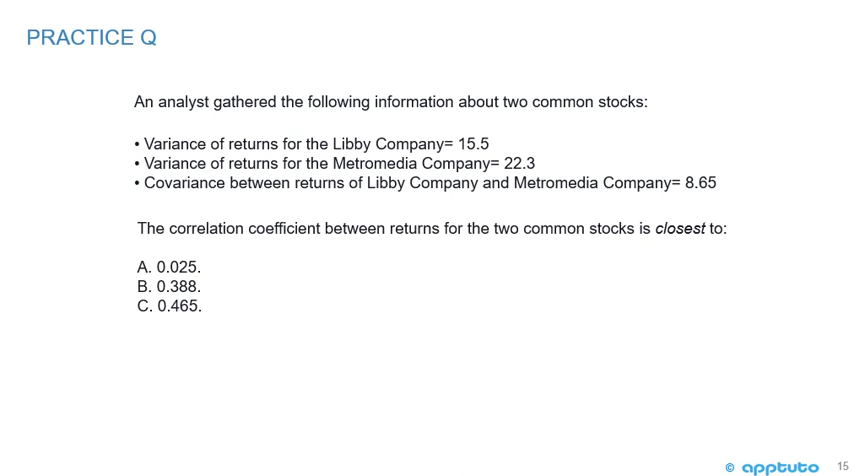 PRACTICE Q
An analyst gathered the following information about two common stocks:
• Variance of returns for the Libby Company= 15.5
• Variance of returns for the Metromedia Company= 22.3
• Covariance between returns of Libby Company and Metromedia Company= 8.65
The correlation coefficient between returns for the two common stocks is closest to:
A. 0.025.
B. 0.388.
C. 0.465.
© apptuto 15